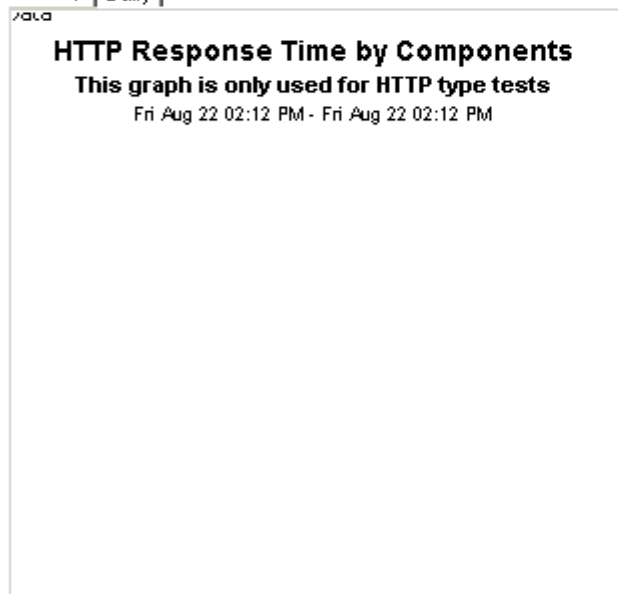 Daily
HTTP Response Time by Components
This graph is only used for HTTP type tests
Fri Aug 22 02:12 PM - Fri Aug 22 02:12 PM